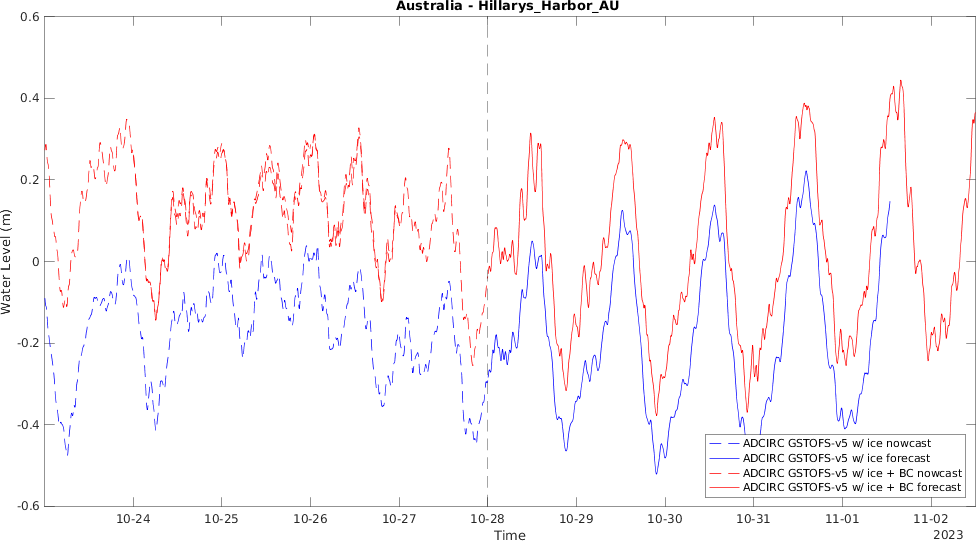 Australia - Hillarys_Harbor_AU
0.6
0.4
0.2
0
-0.2
-0.4
-0.6
Water Level (m)
10-24 10-25 10-26 10-27 10-28 10-29 10-30 10-31 11-01 11-02
Time
2023
ADCIRC GSTOFS-v5 w/ ice nowcast
ADCIRC GSTOFS-v5 w/ ice forecast
ADCIRC GSTOFS-v5 w/ ice + BC nowcast
ADCIRC GSTOFS-v5 w/ ice + BC forecast